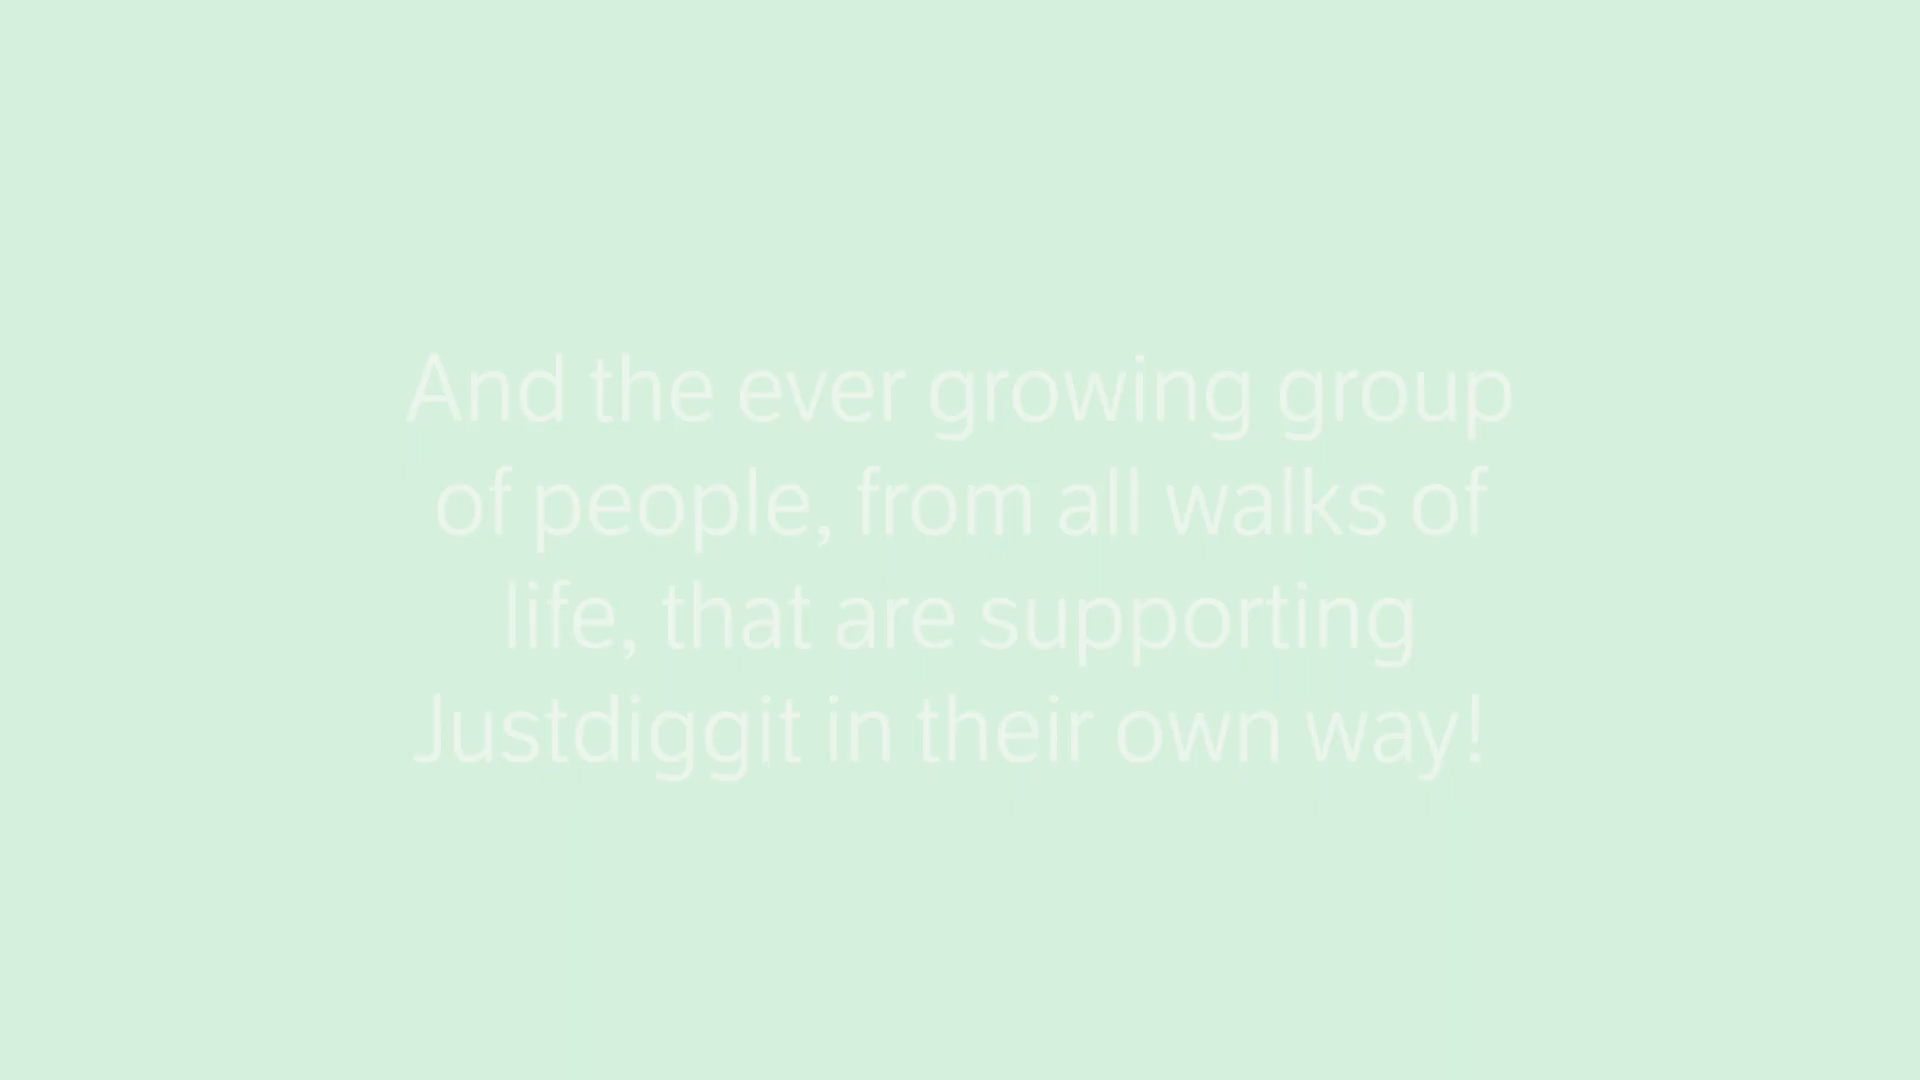 And the ever growing group
of people, from all walks of
life, that are supporting
Justdiggit in their own way!